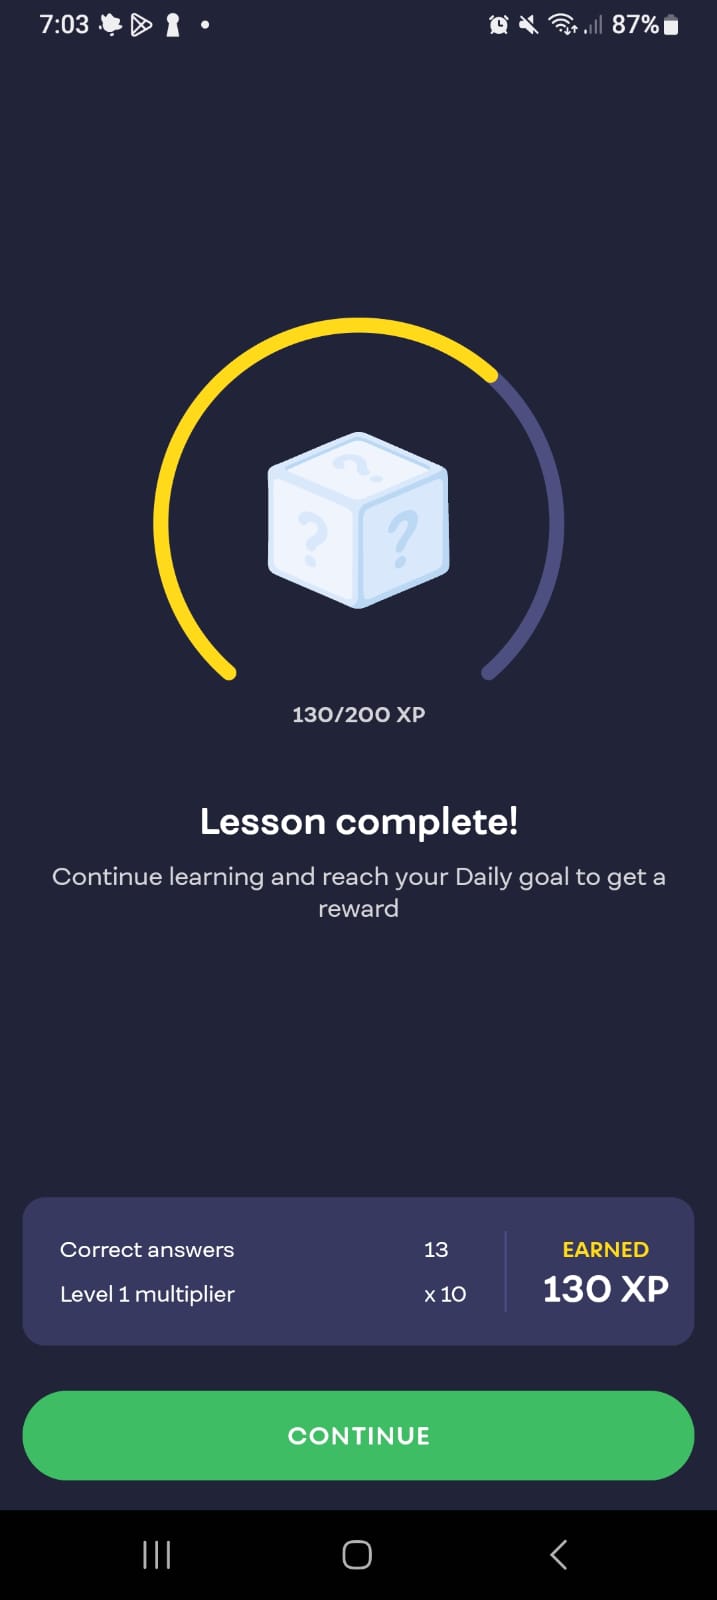 7:03
87%
?
?
?
130/200 XP
Lesson complete!
Continue learning and reach your Daily goal to get a
reward
Correct answers 13
Level 1 multiplier x 10
EARNED
130 XP
CONTINUE